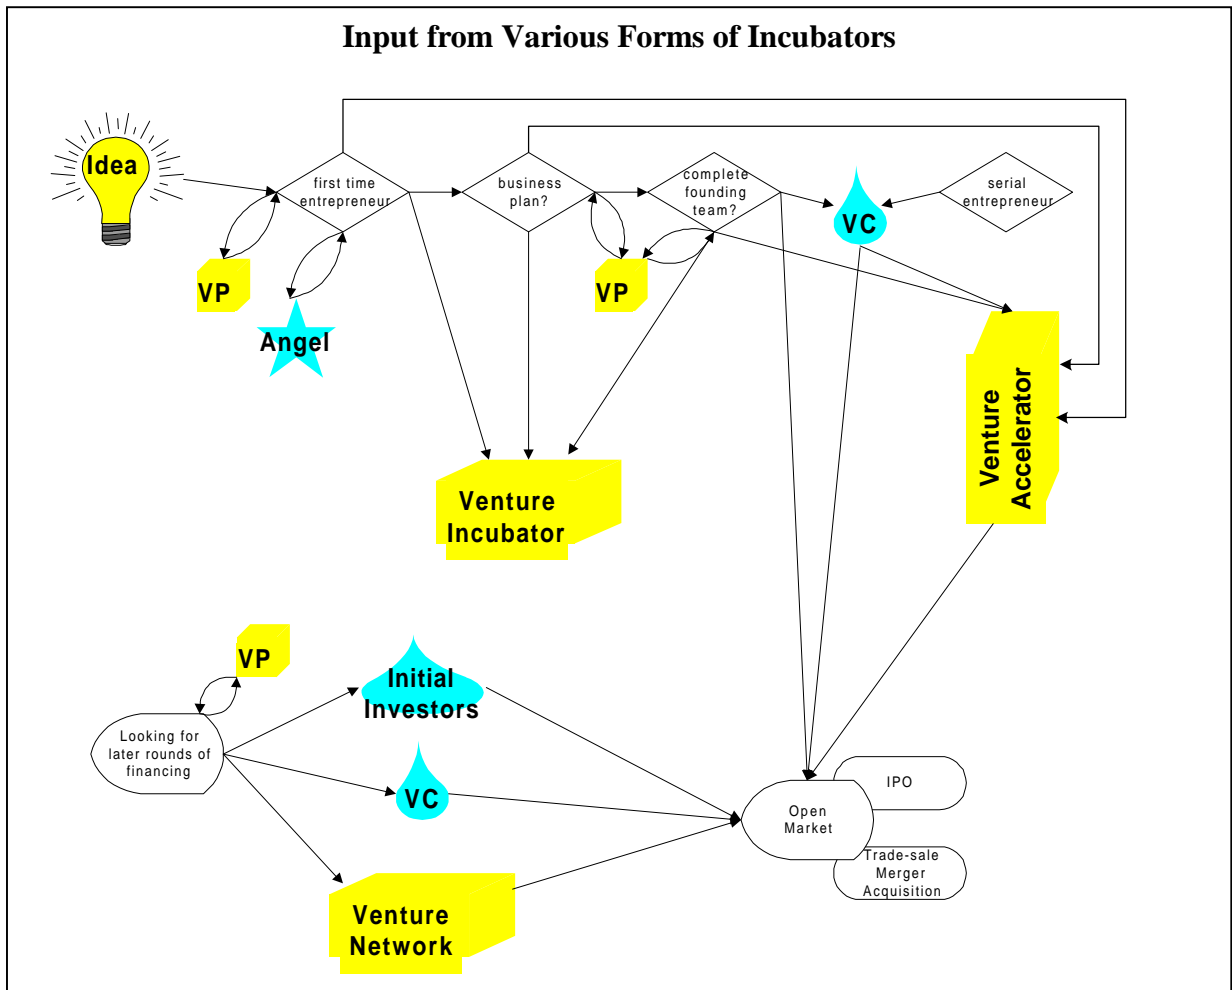 Input from Various Forms of Incubators
Idea
first time
entrepreneur
business
plan?
complete
founding
team?
VC
serial
entrepreneur
VP
VP
Angel
Venture
Accelerator
Venture
Incubator
VP
Initial
Investors
Looking for
later rounds of
financing
VC
IPO
Open
Market
Trade-sale
Merger
Acquisition
Venture
Network